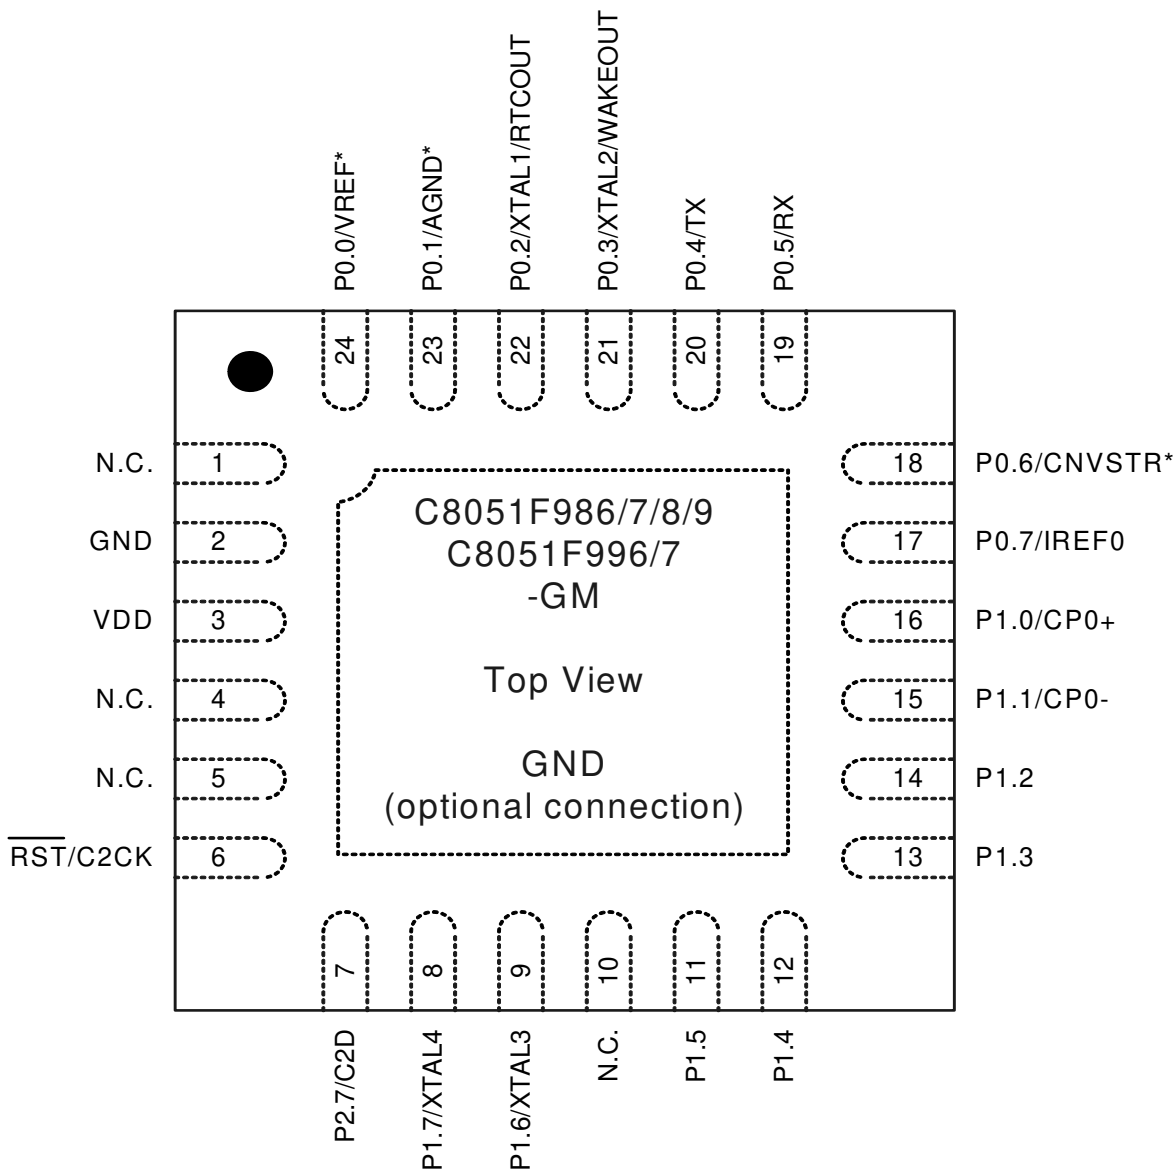 P0.0/VREF*
P0.1/AGND*
P0.2/XTAL1/RTCOUT
P0.3/XTAL2/WAKEOUT
P0.4/TX
P0.5/RX
24
23
22
21
20
19
N.C.
1
GND
2
VDD
3
N.C.
4
N.C.
5
RST/C2CK
6
C8051F986/7/8/9
C8051F996/7
-GM
Top View
GND
(optional connection)
18
P0.6/CNVSTR*
17
P0.7/IREF0
16
P1.0/CP0+
15
P1.1/CP0-
14
P1.2
13
P1.3
7
8
9
10
11
12
P2.7/C2D
P1.7/XTAL4
P1.6/XTAL3
N.C.
P1.5
P1.4